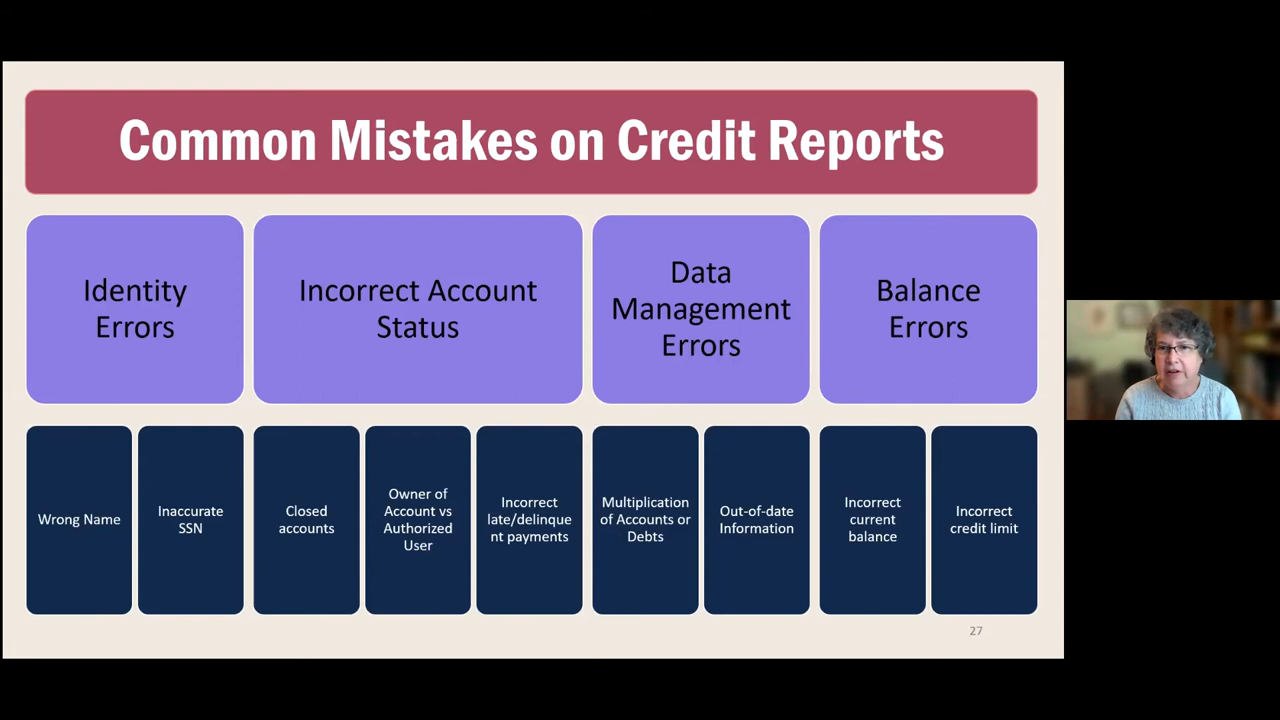 Common Mistakes on Credit Reports
Identity
Errors
Incorrect Account
Status
Data
Management
Errors
Balance
Errors
Wrong Name
Inaccurate
SSN
Closed
accounts
Owner of
Account vs
Authorized
User
Incorrect
late/delinque
nt payments
Multiplication
of Accounts or
Debts
Out-of-date
Information
Incorrect
current
balance
Incorrect
credit limit
27